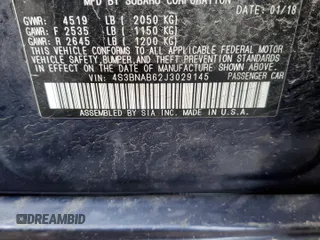 MFD BY SUBARU CORPORATION
DATE: 01/18
GVWR: 4519 LB ( 2050 KG)
GAWR: F 2535 LB ( 1150 KG)
GAWR: R 2645 LB ( 1200 KG)
THIS VEHICLE CONFORMS TO ALL APPLICABLE FEDERAL MOTOR VEHICLE SAFETY, BUMPER, AND THEFT PREVENTION STANDARDS IN EFFECT ON THE DATE OF MANUFACTURE SHOWN ABOVE.
VIN: 4S3BNAB62J3029145 PASSENGER CAR
ASSEMBLED BY SIA INC. MADE IN U.S.A.
DREAMBID
DREAMBID.COM